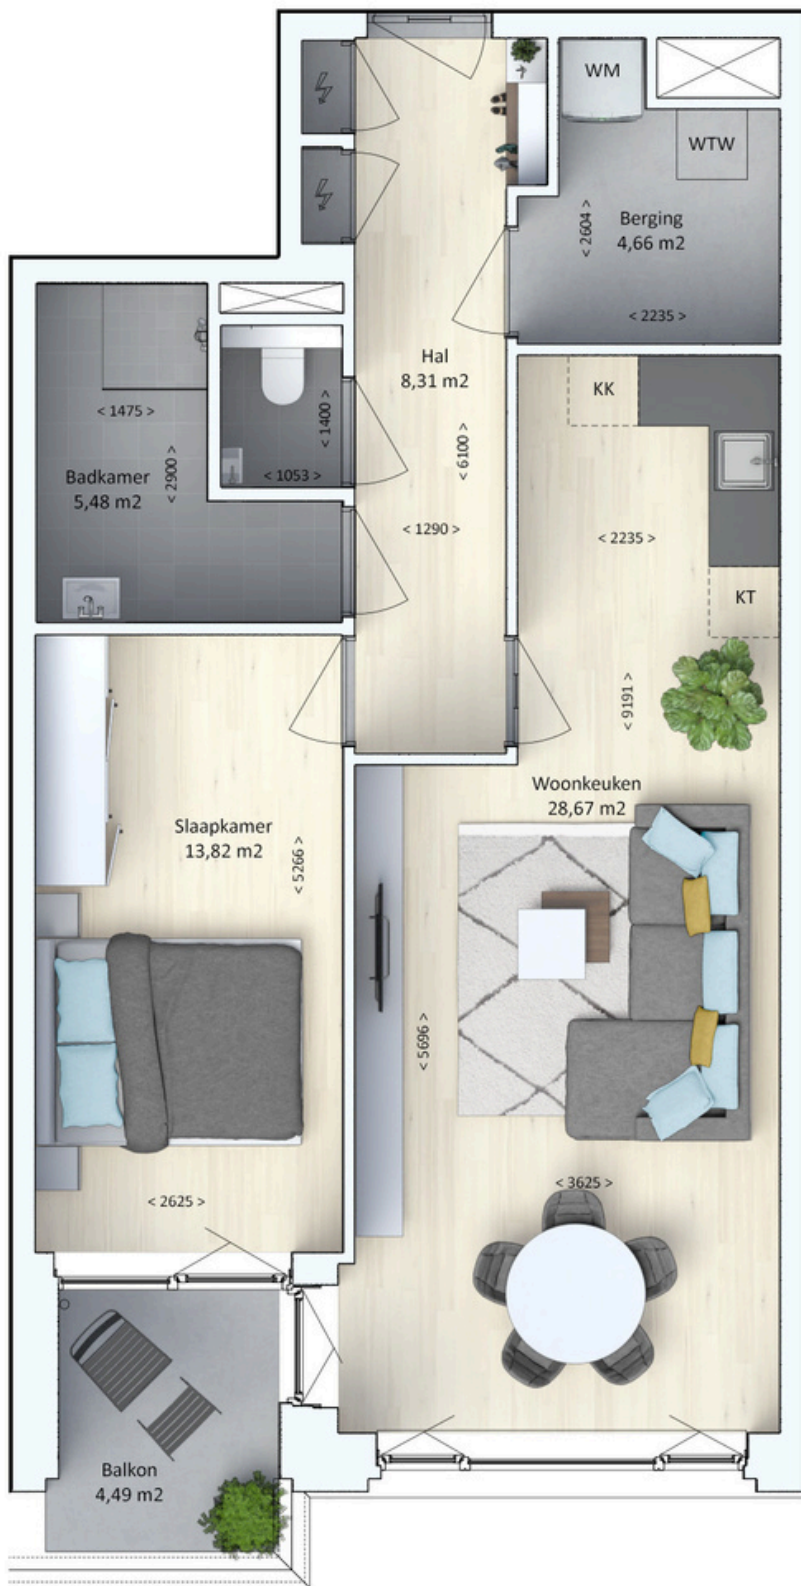 WM
WTW
< 2604 >
Berging
4,66 m2
< 2235 >
Hal
8,31 m2
< 6100 >
< 1290 >
< 1400 >
< 1053 >
< 1475 >
< 2900 >
Badkamer
5,48 m2
KK
< 2235 >
KT
< 9191 >
Woonkeuken
28,67 m2
Slaapkamer
13,82 m2
< 5266 >
< 5696 >
< 3625 >
< 2625 >
Balkon
4,49 m2